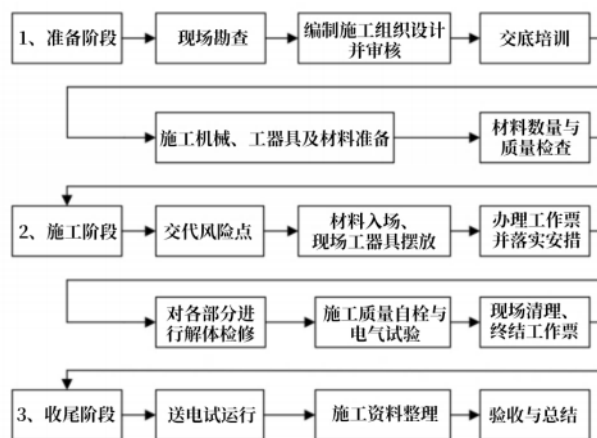 1、准备阶段
现场勘查
编制施工组织设计
并审核
交底培训
施工机械、工器具及材料准备
材料数量与
质量检查
2、施工阶段
交代风险点
材料入场、
现场工器具摆放
办理工作票
并落实安措
对各部分进
行解体检修
施工质量自栓与
电气试验
现场清理、
终结工作票
3、收尾阶段
送电试运行
施工资料整理
验收与总结